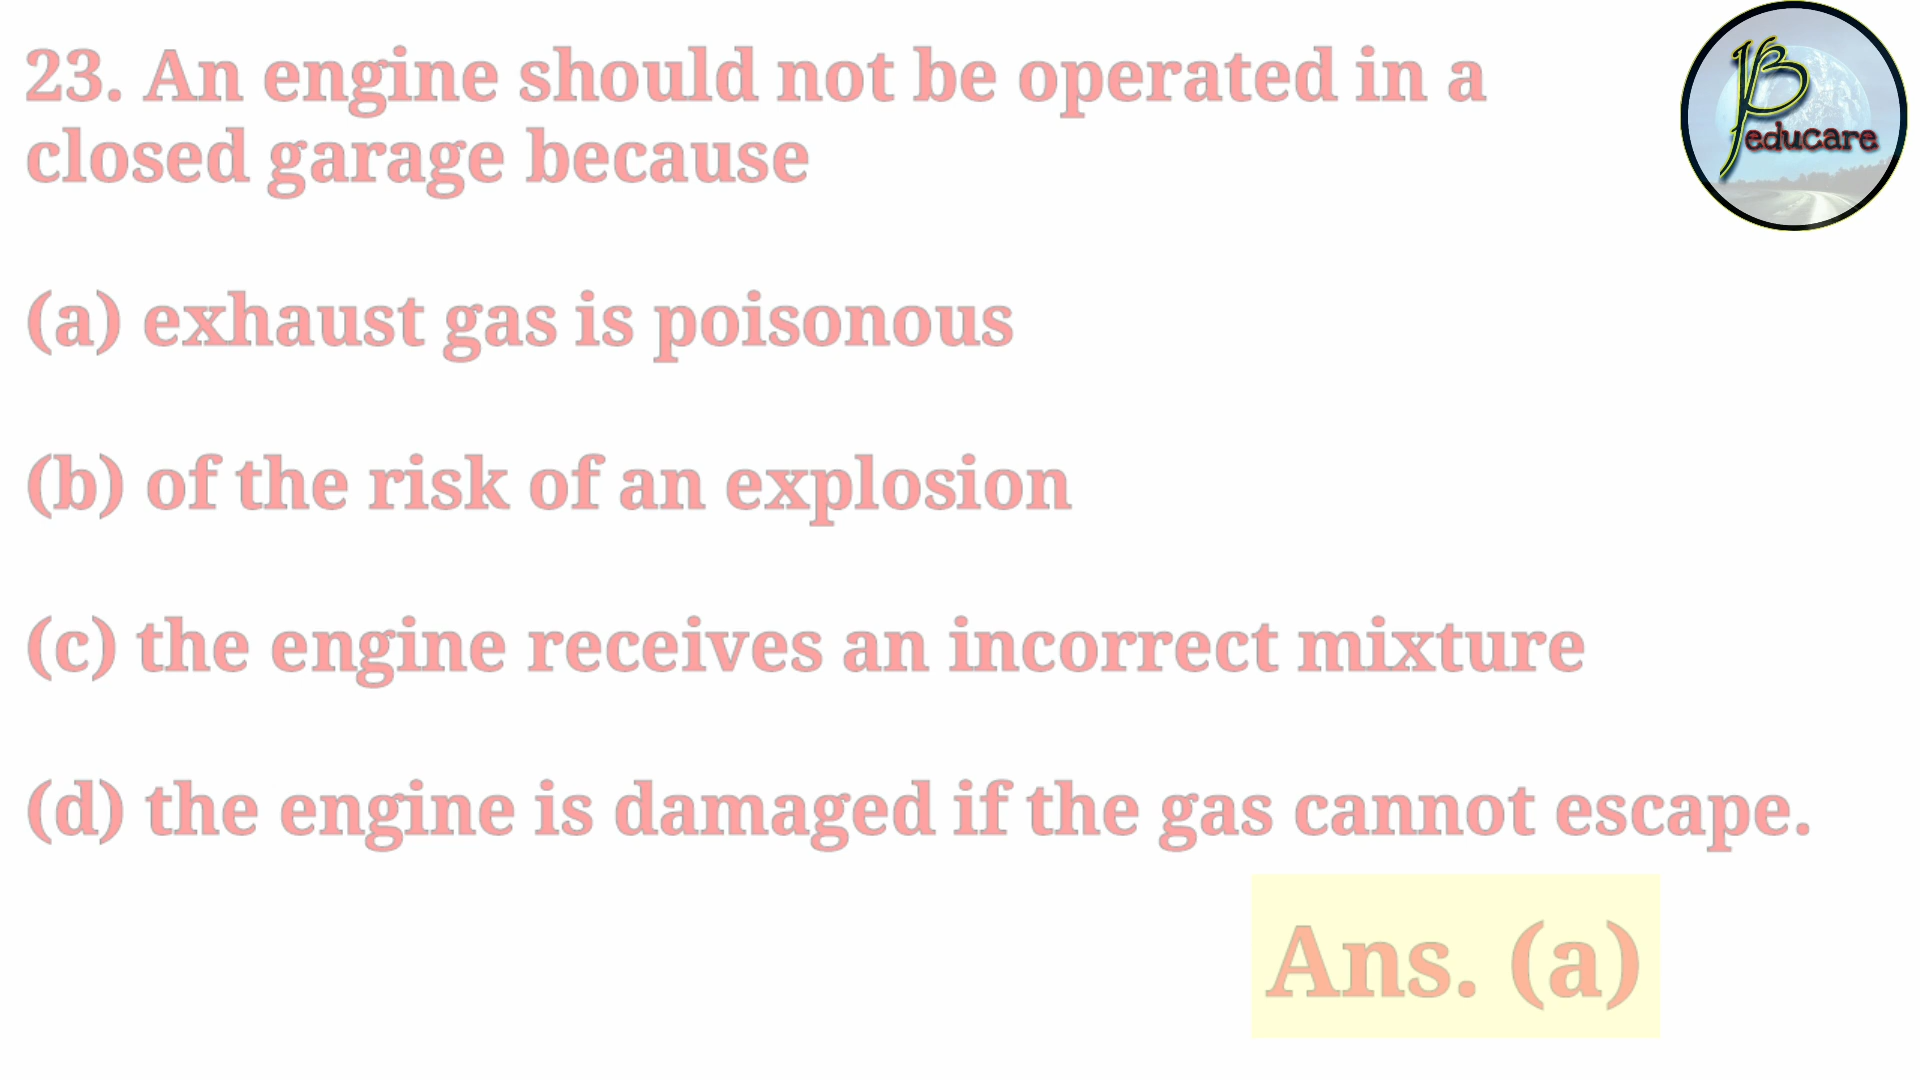 23. An engine should not be operated in a
closed garage because
(a) exhaust gas is poisonous
(b) of the risk of an explosion
(c) the engine receives an incorrect mixture
(d) the engine is damaged if the gas cannot escape.
Ans. (a)
educare